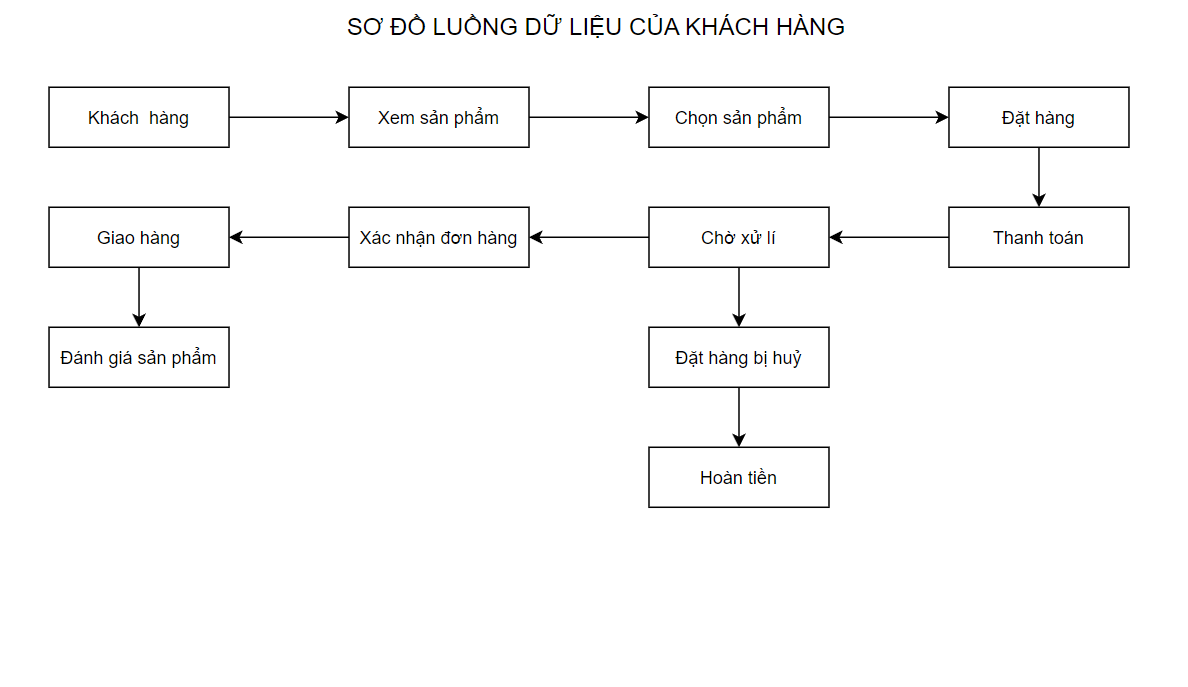 SƠ ĐỒ LUỒNG DỮ LIỆU CỦA KHÁCH HÀNG
Khách hàng
Xem sản phẩm
Chọn sản phẩm
Đặt hàng
Giao hàng
Xác nhận đơn hàng
Chờ xử lí
Thanh toán
Đánh giá sản phẩm
Đặt hàng bị huỷ
Hoàn tiền